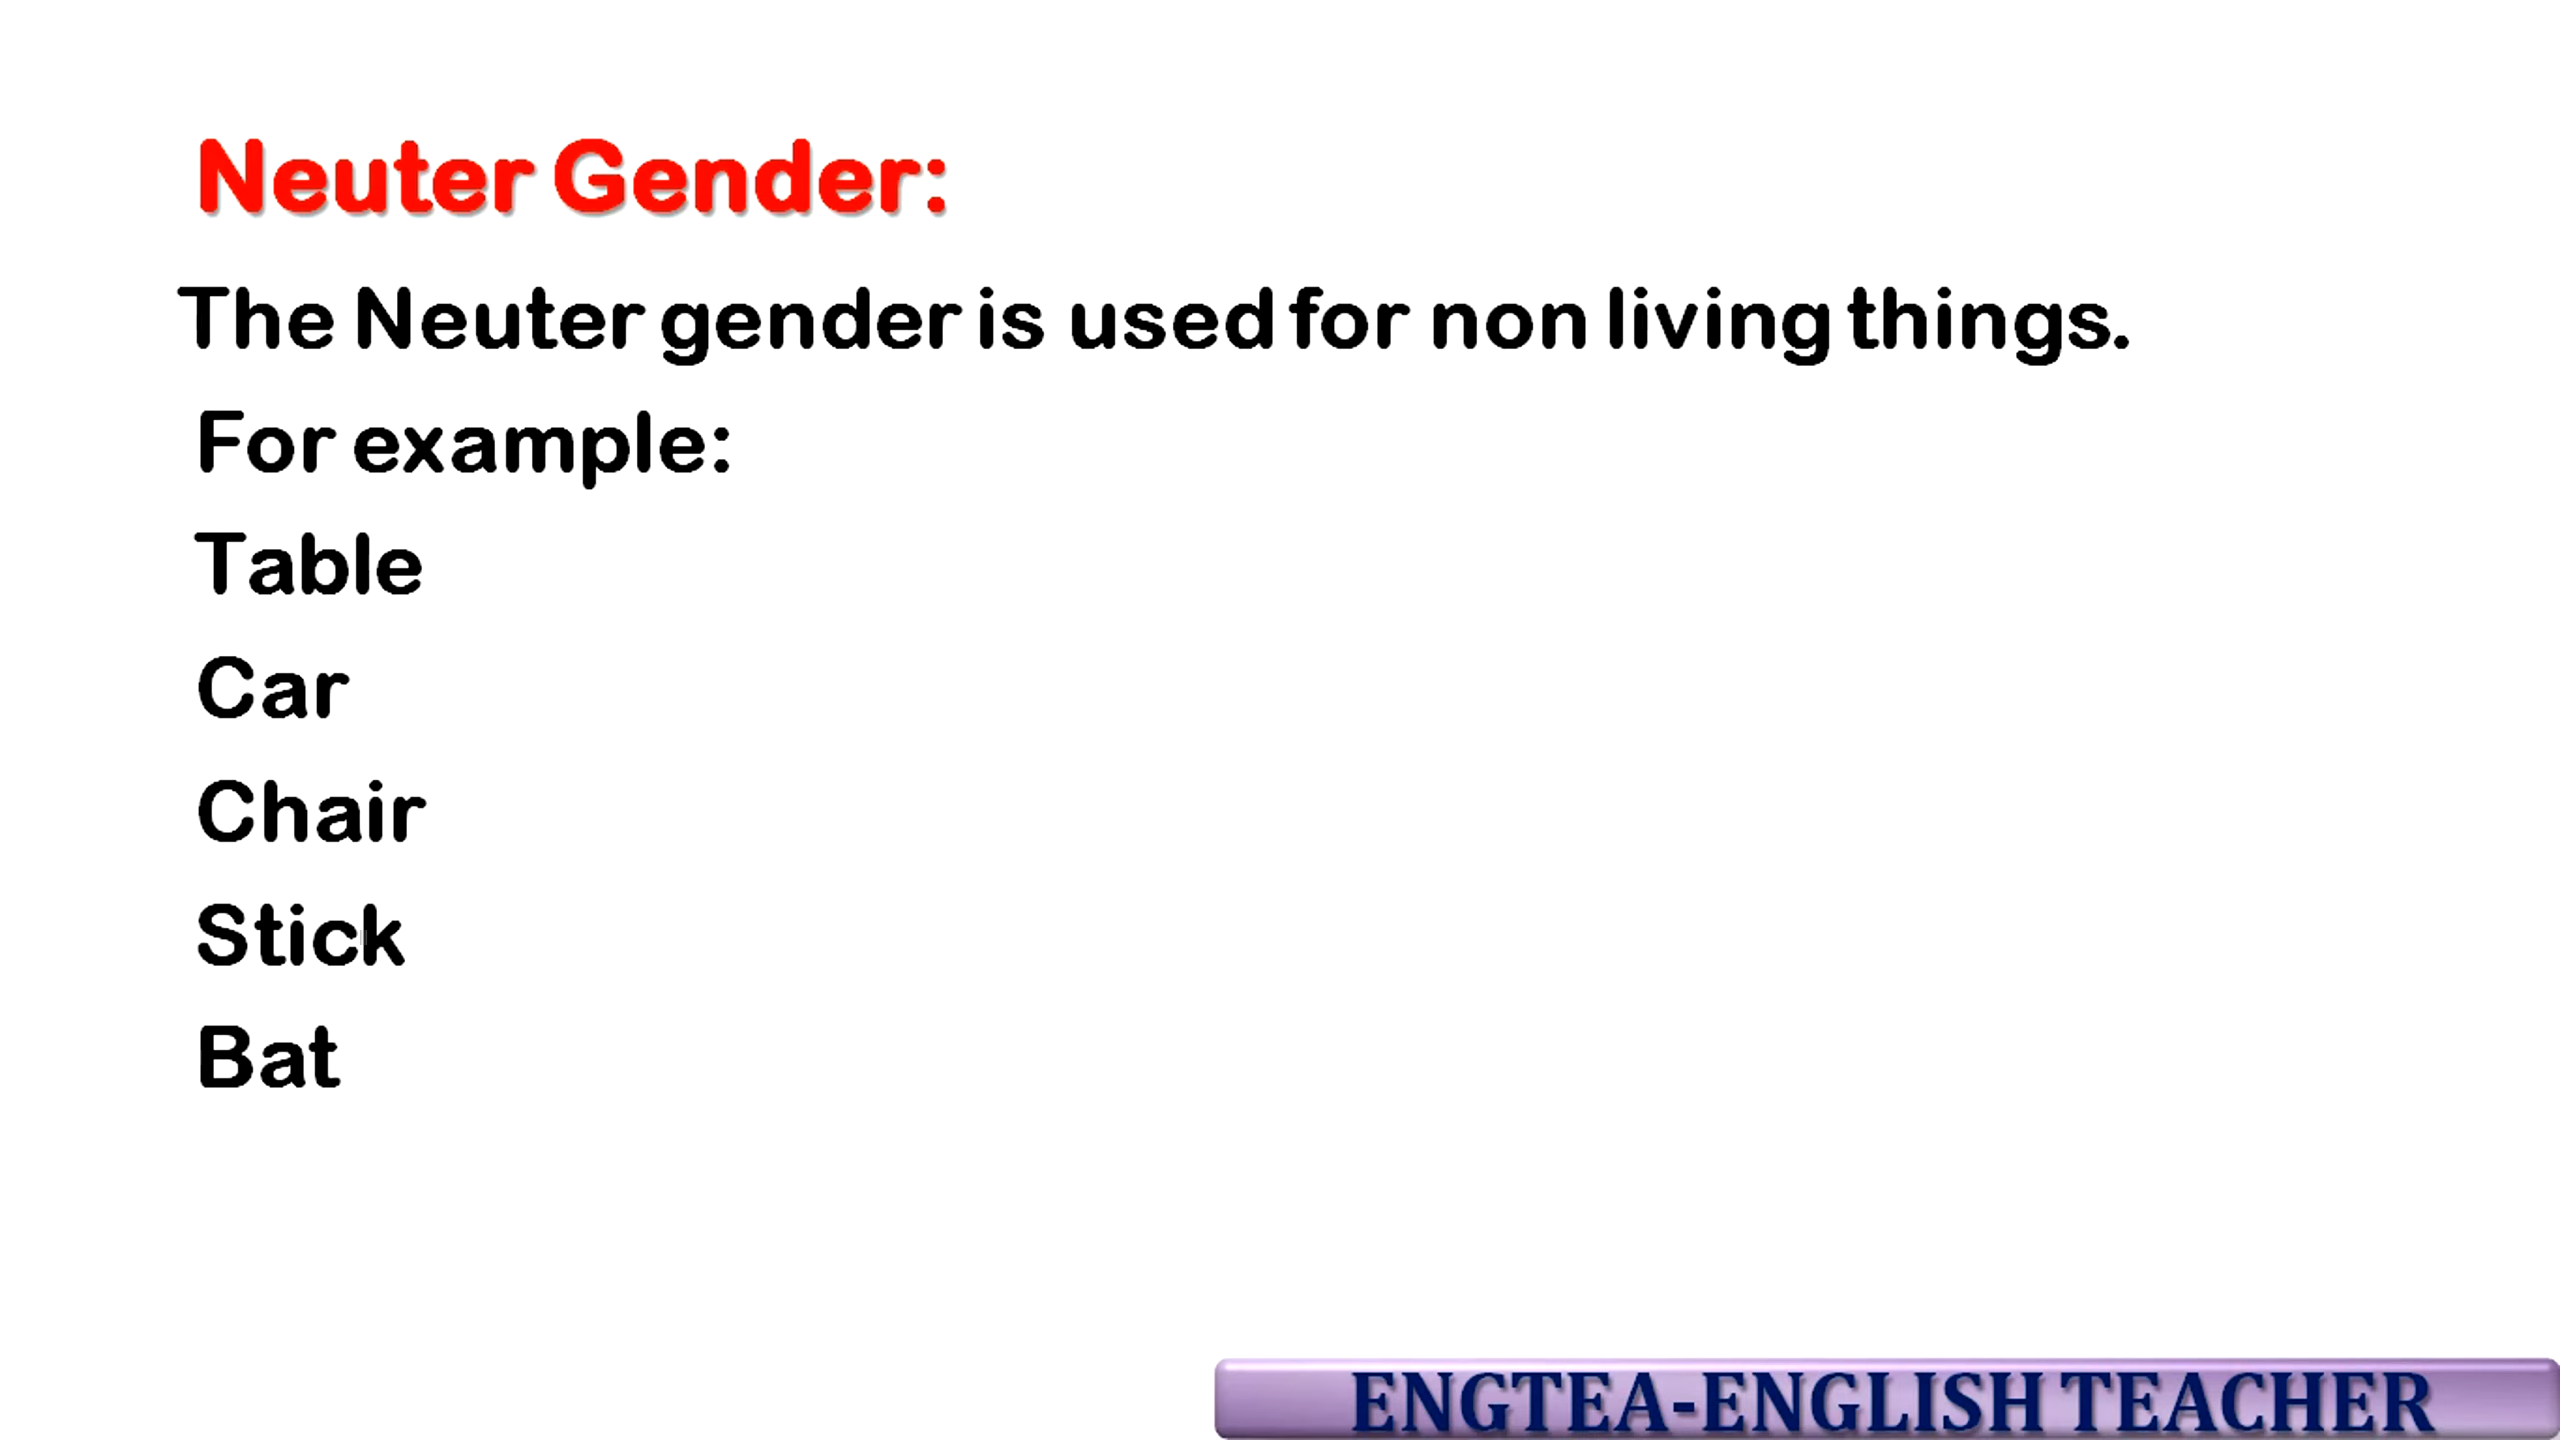 Neuter Gender:
The Neuter gender is used for non living things.
For example:
Table
Car
Chair
Stick
Bat
ENGTEA-ENGLISH TEACHER